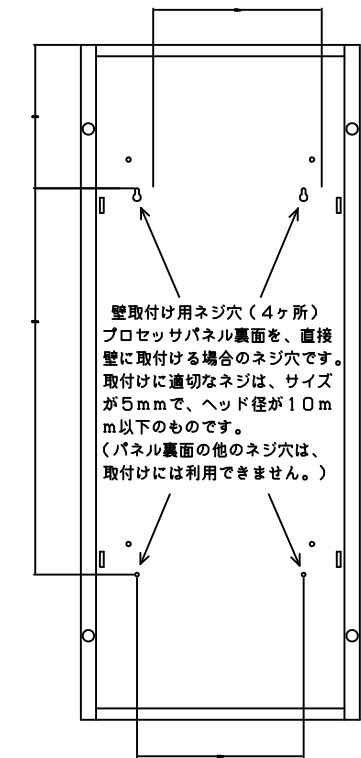 壁取付け用ネジ穴(4ヶ所)
プロセッサパネル裏面を、直接
壁に取付ける場合のネジ穴です。
取付けに適切なネジは、サイズ
が5mmで、ヘッド径が10m
m以下のものです。
(パネル裏面の他のネジ穴は、
取付けには利用できません。)